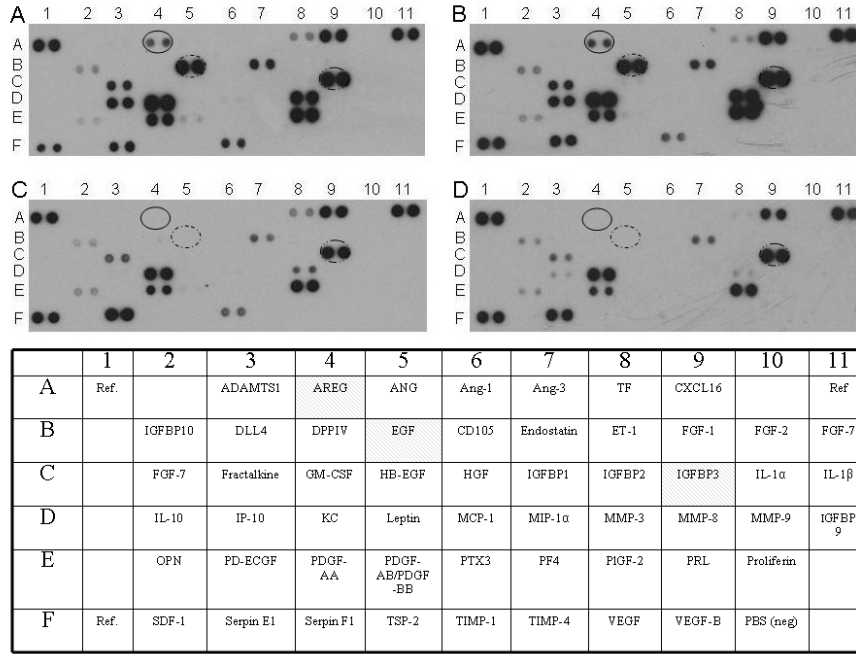 A
B
1 2 3 4 5 6 7 8 9 10 11
1 2 3 4 5 6 7 8 9 10 11
A
B
C
D
E
F
A
B
C
D
E
F
C
D
1 2 3 4 5 6 7 8 9 10 11
1 2 3 4 5 6 7 8 9 10 11
A
B
C
D
E
F
A
B
C
D
E
F
1 2 3 4 5 6 7 8 9 10 11
A Ref. ADAMTS1 AREG ANG Ang-1 Ang-3 TF CXCL16 Ref
B IGFBP10 DLL4 DPPIV EGF CD105 Endostatin ET-1 FGF-1 FGF-2 FGF-7
C FGF-7 Fractalkine GM-CSF HB-EGF HGF IGFBP1 IGFBP2 IGFBP3 IL-1α IL-1β
D IL-10 IP-10 KC Leptin MCP-1 MIP-1α MMP-3 MMP-8 MMP-9 IGFBP
9
E OPN PD-ECGF PDGF- PDGF- PTX3 PF4 PlGF-2 PRL Proliferin
AA AB/PDGF
-BB
F Ref. SDF-1 Serpin E1 Serpin F1 TSP-2 TIMP-1 TIMP-4 VEGF VEGF-B PBS (neg)